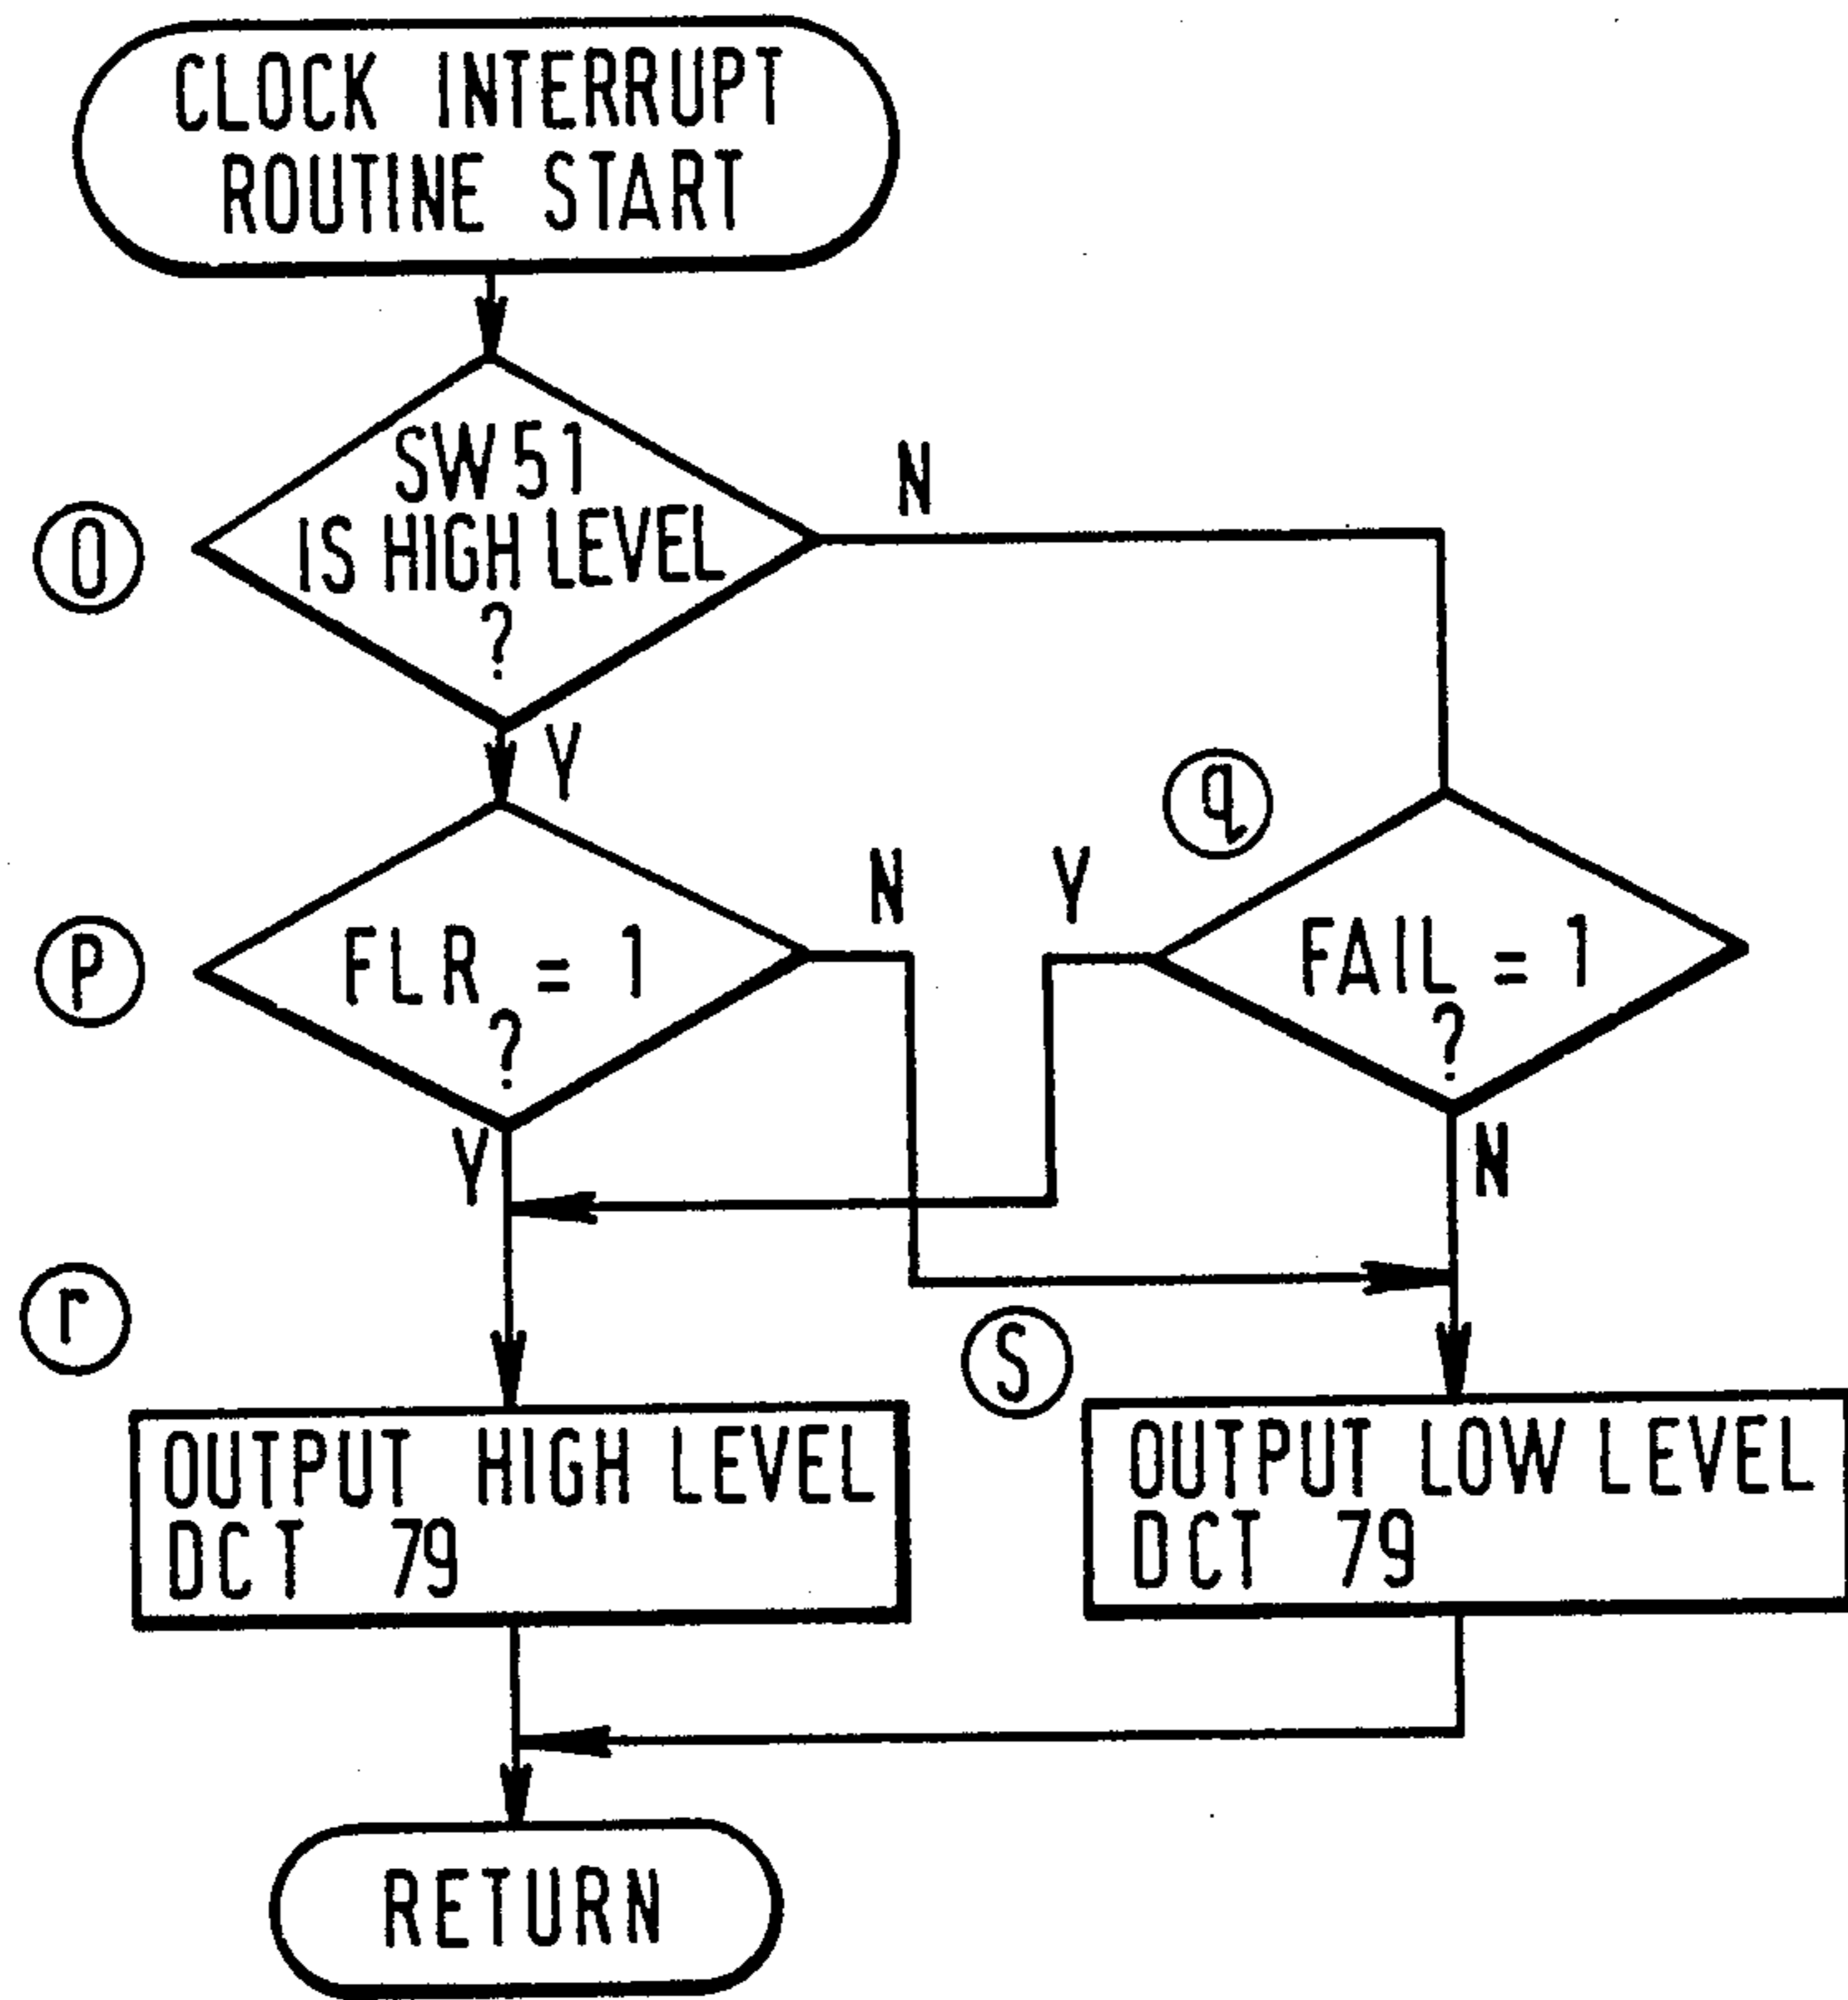 CLOCK INTERRUPT
ROUTINE START
SW51
IS HIGH LEVEL
?
N
O
Y
q
FLR = 1
?
N
Y
FAIL = 1
?
P
Y
N
r
S
OUTPUT HIGH LEVEL
DCT 79
OUTPUT LOW LEVEL
DCT 79
RETURN